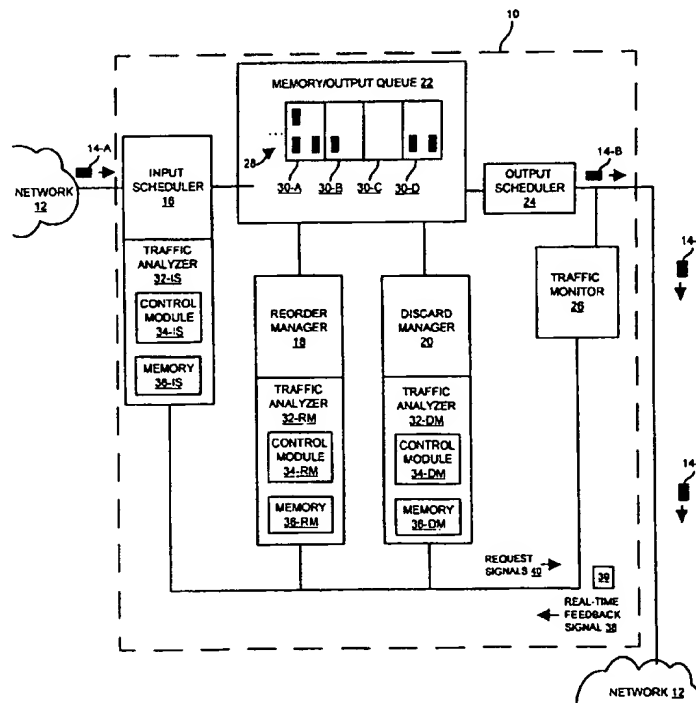 10
MEMORY/OUTPUT QUEUE 22
14-A
NETWORK
12
INPUT
SCHEDULER
16
28
30-A 30-B 30-C 30-D
OUTPUT
SCHEDULER
24
14-B
TRAFFIC
ANALYZER
32-IS
CONTROL
MODULE
34-IS
MEMORY
36-IS
REORDER
MANAGER
18
DISCARD
MANAGER
20
TRAFFIC
MONITOR
26
14-
TRAFFIC
ANALYZER
32-RM
CONTROL
MODULE
34-RM
MEMORY
36-RM
TRAFFIC
ANALYZER
32-DM
CONTROL
MODULE
34-DM
MEMORY
36-DM
14-
REQUEST
SIGNALS 40
39
REAL-TIME
FEEDBACK
SIGNAL 38
NETWORK 12